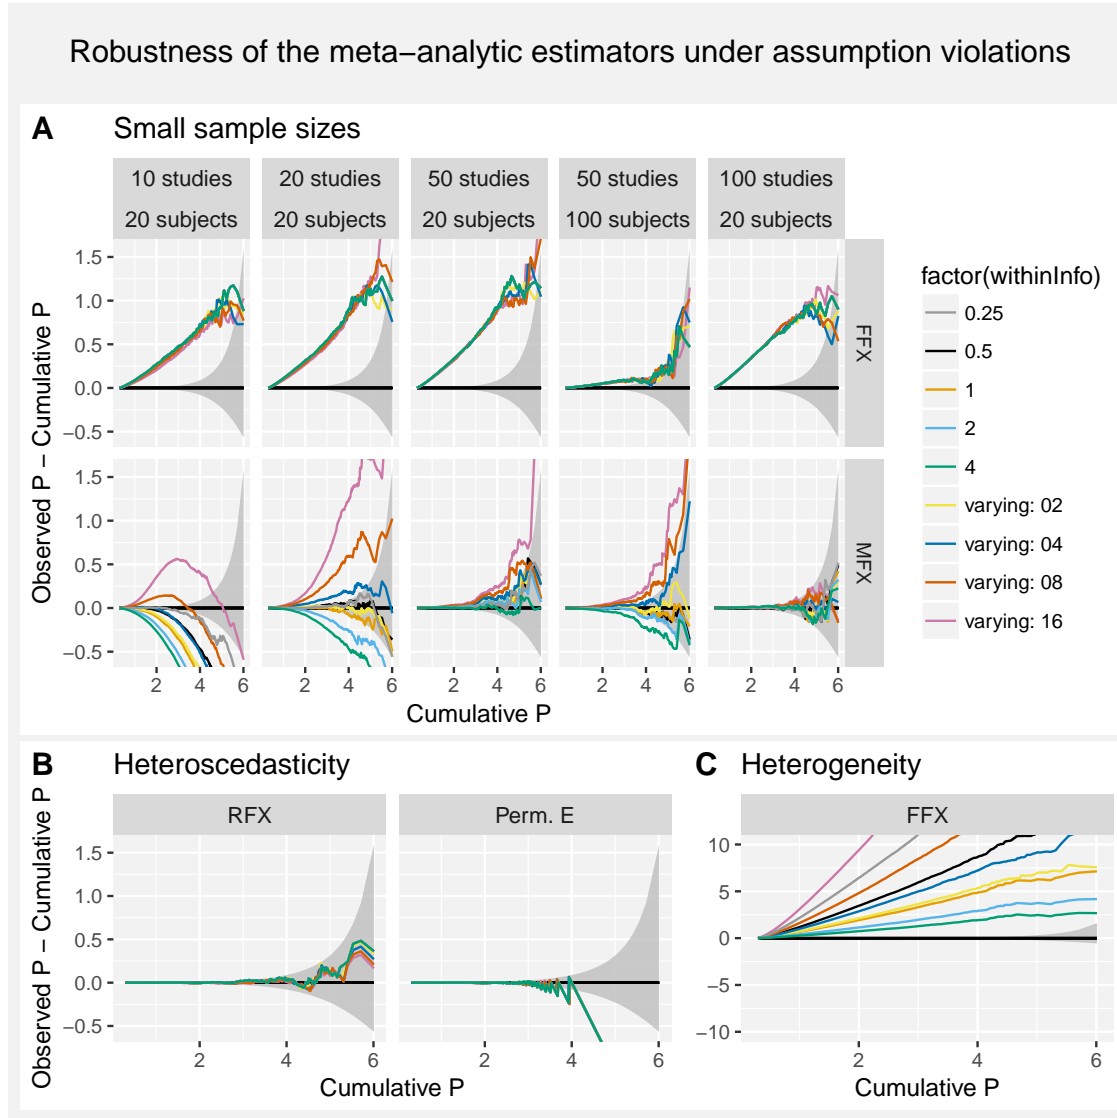 Robustness of the meta−analytic estimators under assumption violations
A Small sample sizes
10 studies 20 studies 50 studies 50 studies 100 studies
20 subjects 20 subjects 20 subjects 100 subjects 20 subjects
Observed P − Cumulative P
1.5
1.0
0.5
0.0
−0.5
FFX
1.5
1.0
0.5
0.0
−0.5
MFX
2 4 6 2 4 6 2 4 6 2 4 6 2 4 6
Cumulative P
factor(withinInfo)
0.25
0.5
1
2
4
varying: 02
varying: 04
varying: 08
varying: 16
B Heteroscedasticity
RFX Perm. E
Observed P − Cumulative P
1.5
1.0
0.5
0.0
−0.5
2 4 6 2 4 6
Cumulative P
C Heterogeneity
FFX
10
5
0
−5
−10
2 4 6
Cumulative P